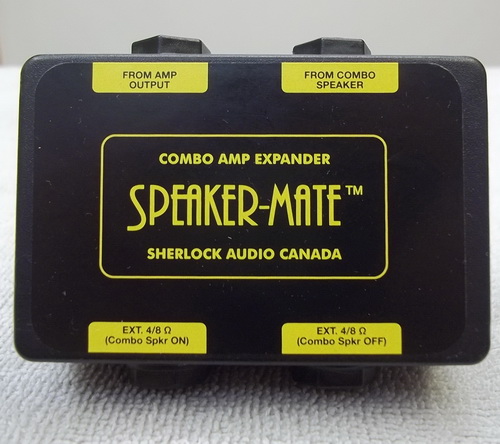 FROM AMP
OUTPUT
FROM COMBO
SPEAKER
COMBO AMP EXPANDER
SPEAKER-MATE™
SHERLOCK AUDIO CANADA
EXT. 4/8 Ω
(Combo Spkr ON)
EXT. 4/8 Ω
(Combo Spkr OFF)